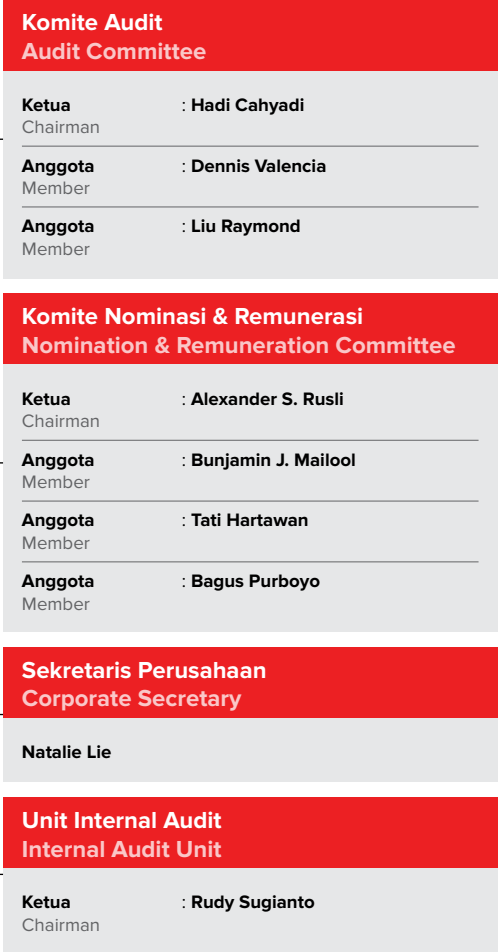 Komite Audit
Audit Committee
Ketua : Hadi Cahyadi
Chairman
Anggota : Dennis Valencia
Member
Anggota : Liu Raymond
Member
Komite Nominasi & Remunerasi
Nomination & Remuneration Committee
Ketua : Alexander S. Rusli
Chairman
Anggota : Bunjamin J. Mailool
Member
Anggota : Tati Hartawan
Member
Anggota : Bagus Purboyo
Member
Sekretaris Perusahaan
Corporate Secretary
Natalie Lie
Unit Internal Audit
Internal Audit Unit
Ketua : Rudy Sugianto
Chairman